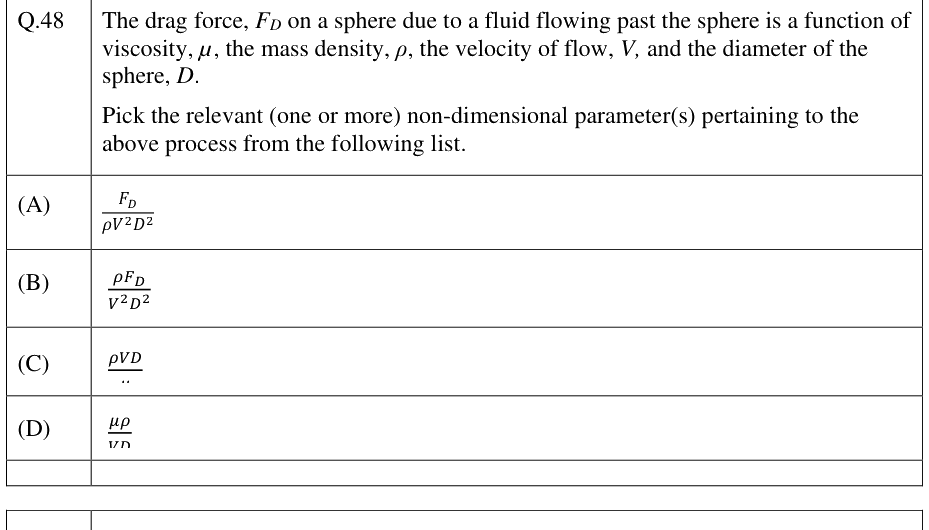 Q.48 The drag force, F_D on a sphere due to a fluid flowing past the sphere is a function of
viscosity, μ, the mass density, ρ, the velocity of flow, V, and the diameter of the
sphere, D.
Pick the relevant (one or more) non-dimensional parameter(s) pertaining to the
above process from the following list.
(A) F_D
ρV²D²
(B) ρF_D
V²D²
(C) ρVD
(D) μρ
VD